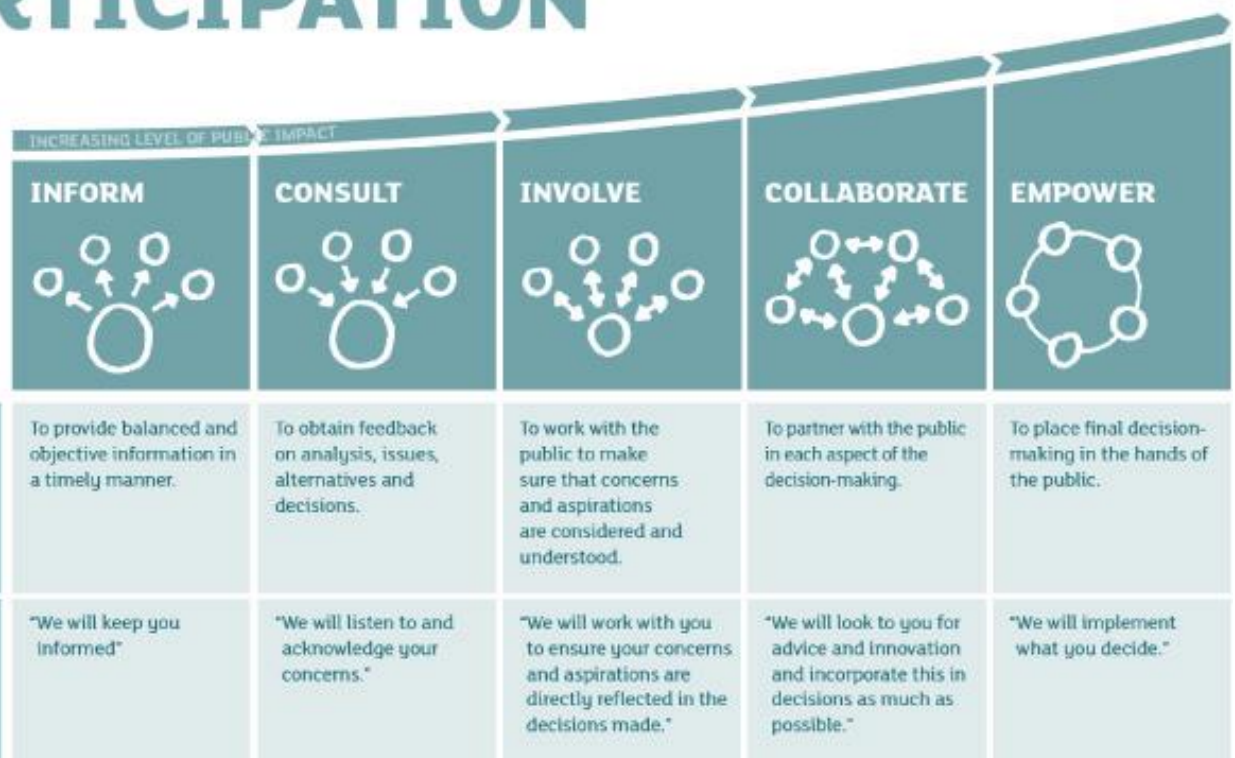 RTICIPATION
INCREASING LEVEL OF PUBLIC IMPACT
INFORM
CONSULT
INVOLVE
COLLABORATE
EMPOWER
To provide balanced and
objective information in
a timely manner.
To obtain feedback
on analysis, issues,
alternatives and
decisions.
To work with the
public to make
sure that concerns
and aspirations
are considered and
understood.
To partner with the public
in each aspect of the
decision-making.
To place final decision-
making in the hands of
the public.
"We will keep you
informed"
"We will listen to and
acknowledge your
concerns."
"We will work with you
to ensure your concerns
and aspirations are
directly reflected in the
decisions made."
"We will look to you for
advice and innovation
and incorporate this in
decisions as much as
possible."
"We will implement
what you decide."